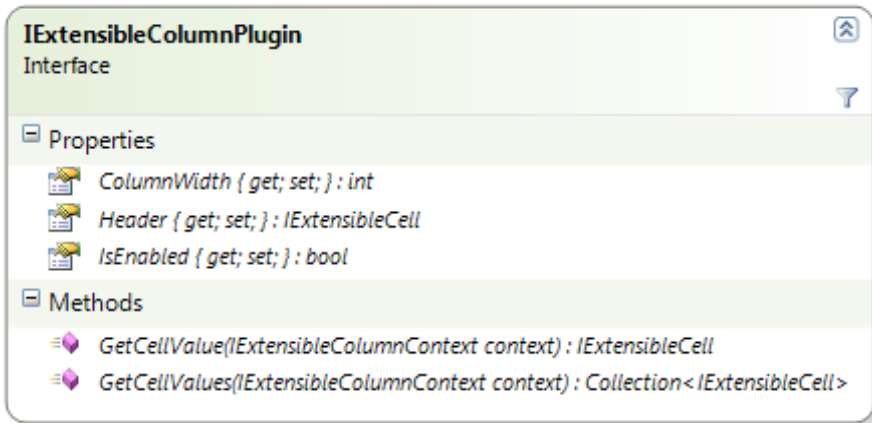 IExtensibleColumnPlugin
Interface
Properties
ColumnWidth { get; set; } : int
Header { get; set; } : IExtensibleCell
IsEnabled { get; set; } : bool
Methods
GetCellValue(IExtensibleColumnContext context) : IExtensibleCell
GetCellValues(IExtensibleColumnContext context) : Collection<IExtensibleCell>